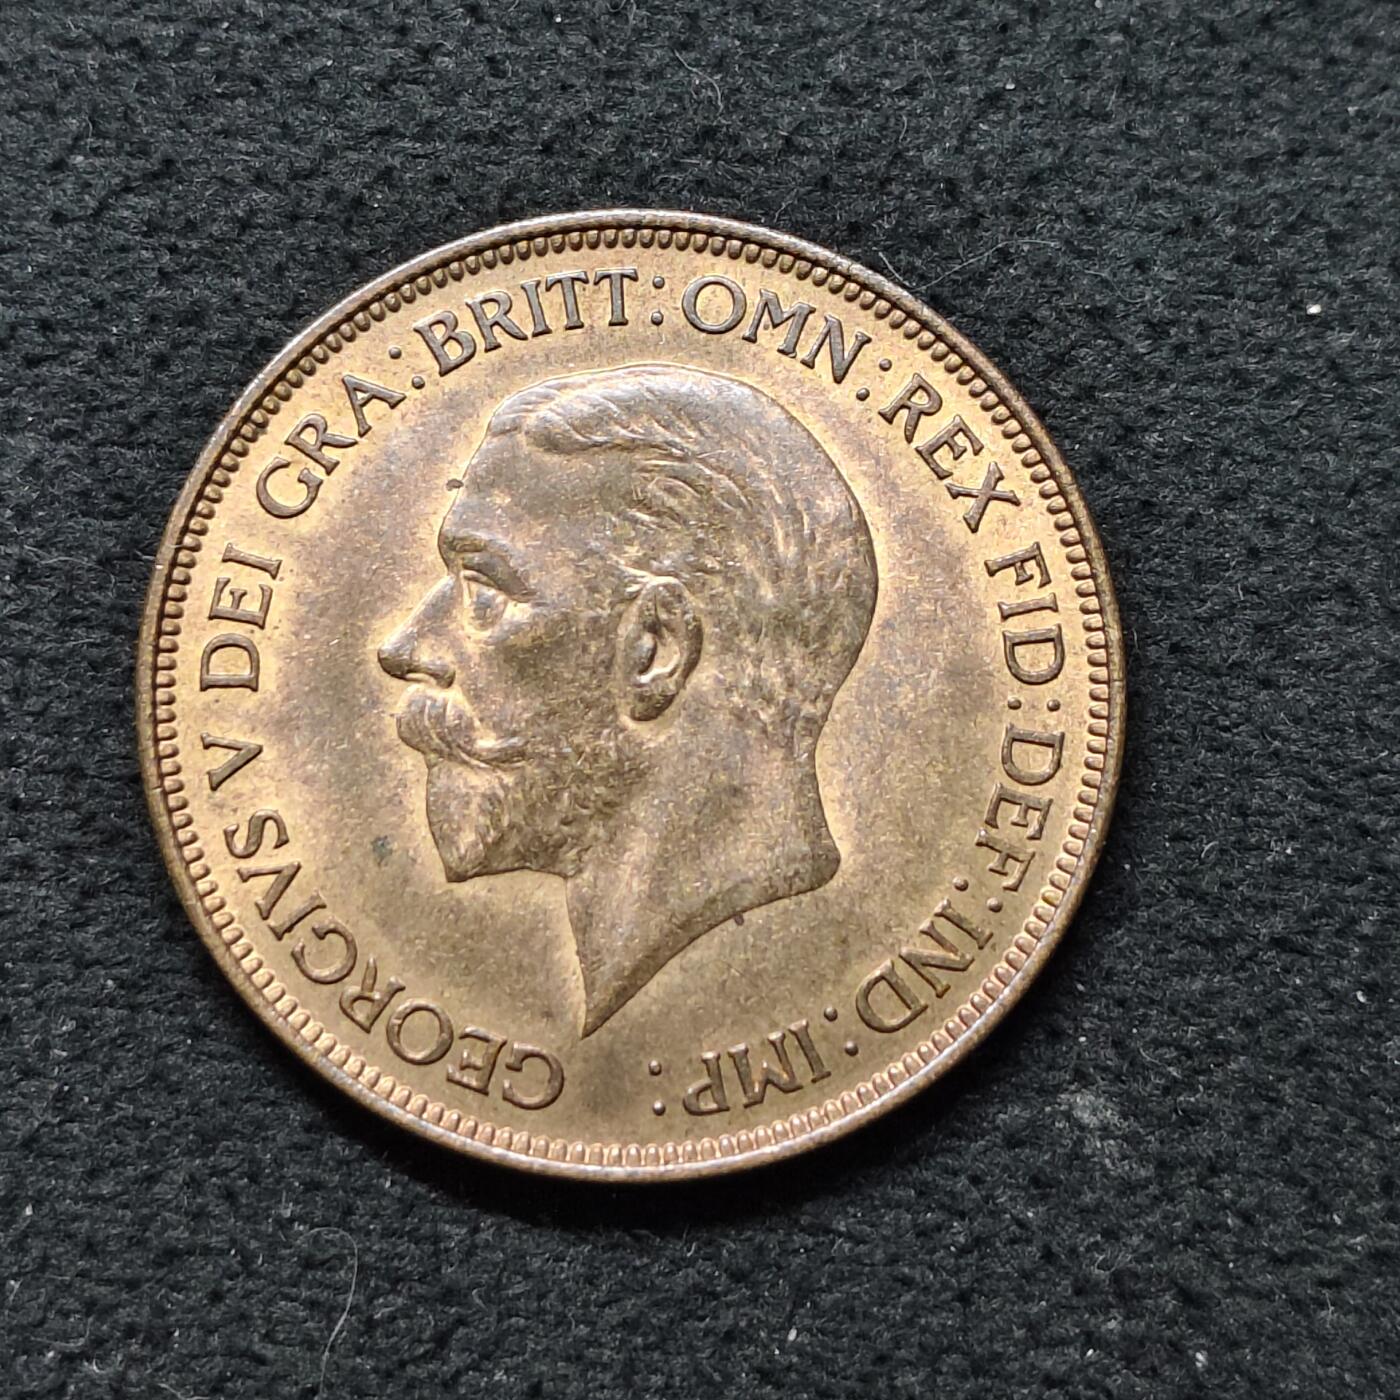 GEORGIVS V DEI GRA: BRITT: OMN: REX FID: DEF: IND: IMP: